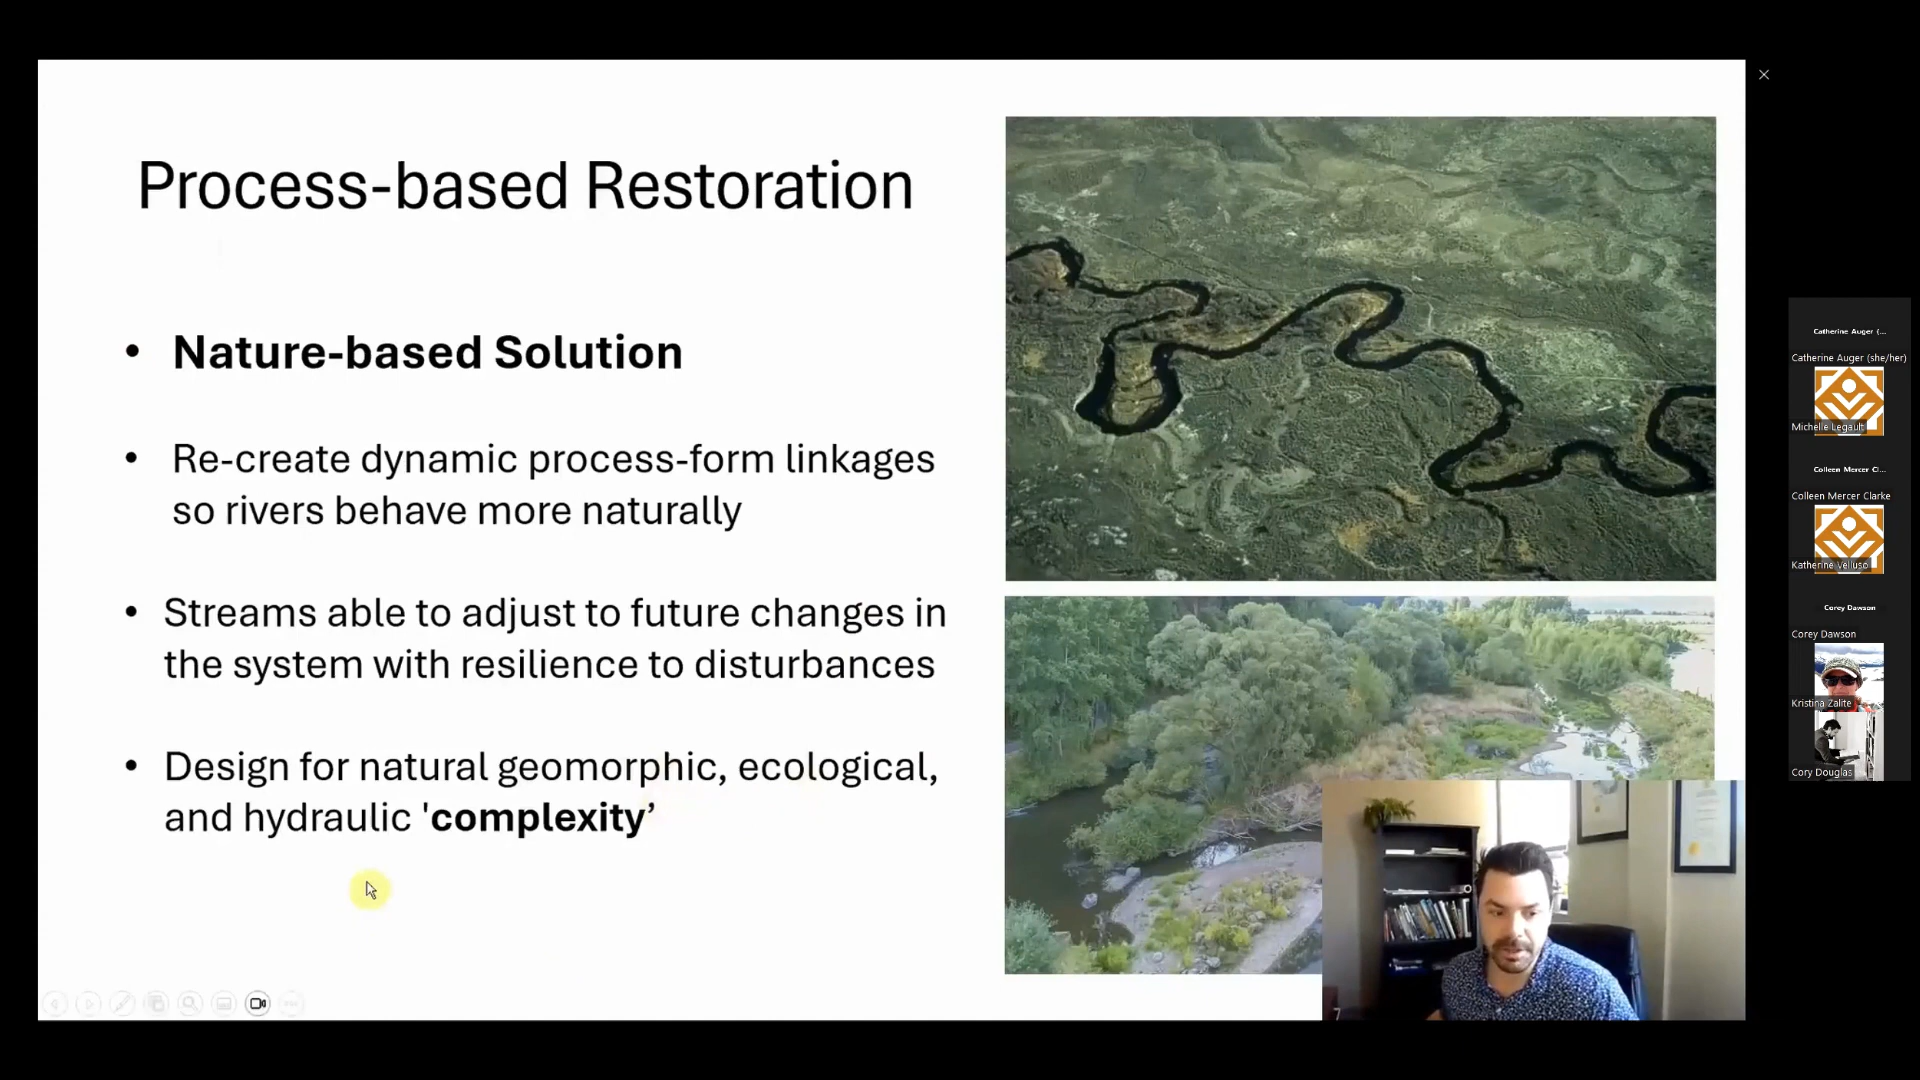 Process-based Restoration
• Nature-based Solution
• Re-create dynamic process-form linkages
so rivers behave more naturally
• Streams able to adjust to future changes in
the system with resilience to disturbances
• Design for natural geomorphic, ecological,
and hydraulic 'complexity’
Catherine Auger (...
Catherine Auger (she/her)
Michelle Legault
Colleen Mercer Cl...
Colleen Mercer Clarke
Katherine Velluso
Corey Dawson
Corey Dawson
Kristina Zalite
Cory Douglas